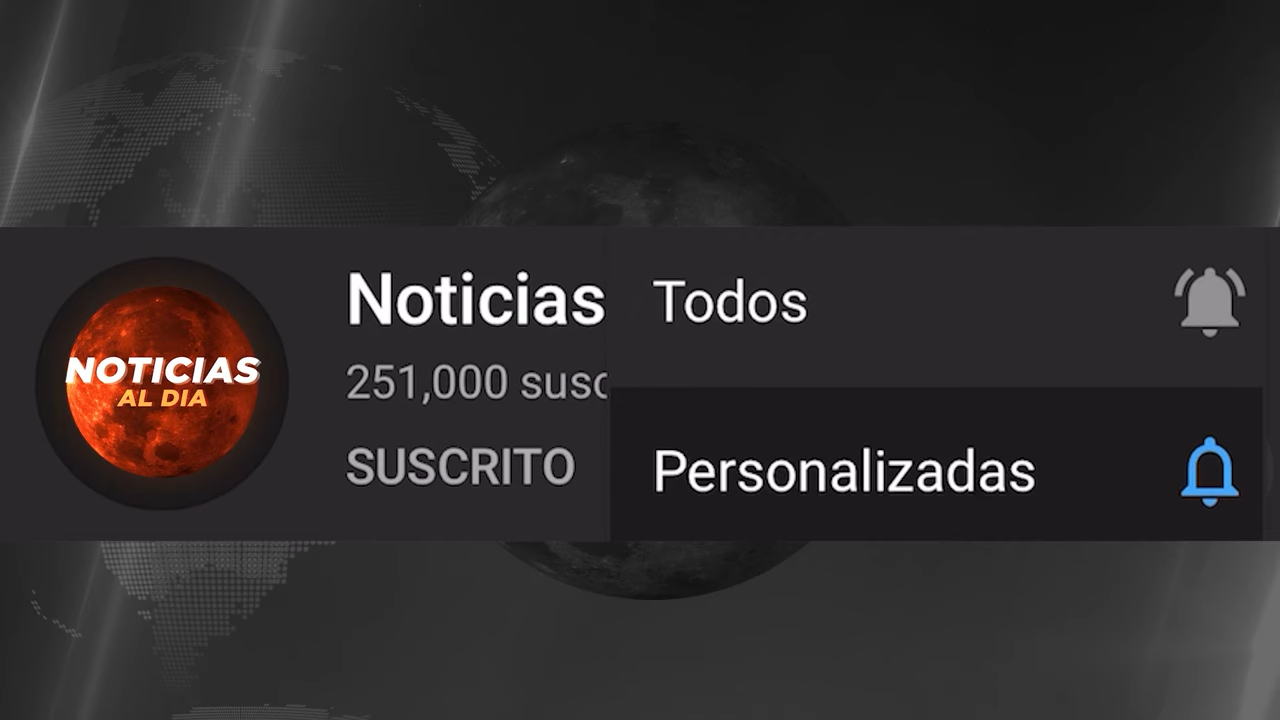 NOTICIAS
AL DIA
Noticias
251,000 susc
SUSCRITO
Todos
Personalizadas